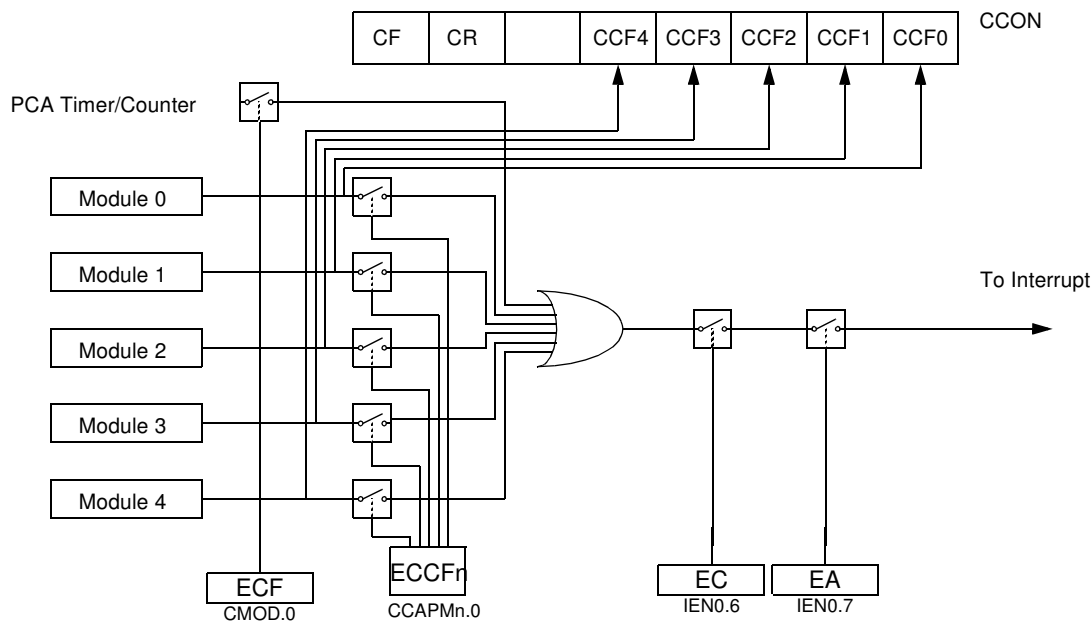 CF CR CCF4 CCF3 CCF2 CCF1 CCF0 CCON
PCA Timer/Counter
Module 0
Module 1
To Interrupt
Module 2
Module 3
Module 4
ECF
CMOD.0
ECCFn
CCAPMn.0
EC
IEN0.6
EA
IEN0.7